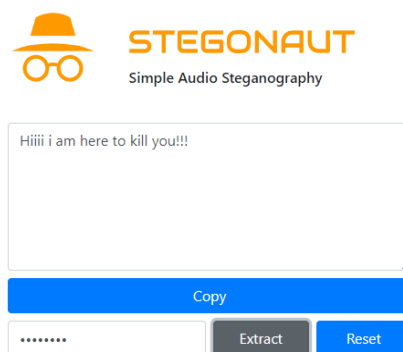 STEGONAUT
Simple Audio Steganography
Hiiii i am here to kill you!!!
Copy
••••••••
Extract
Reset